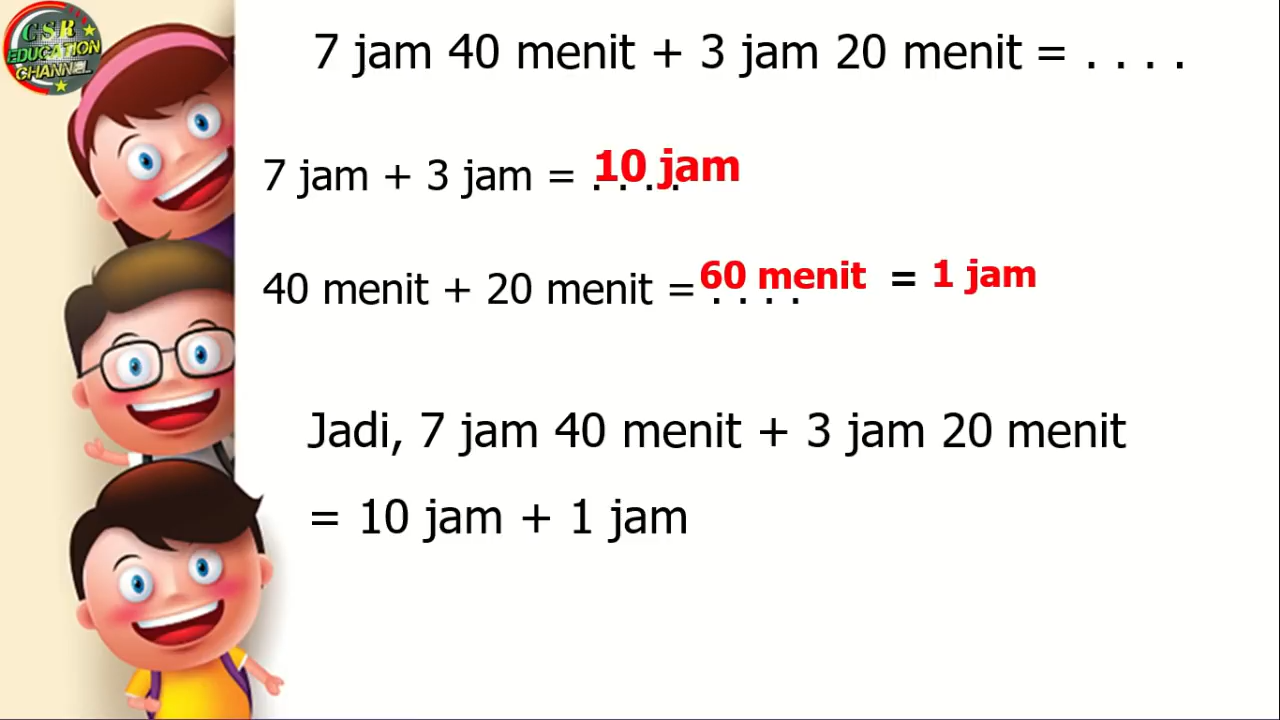 GSR
EDUCATION
CHANNEL
7 jam 40 menit + 3 jam 20 menit = . . . .
7 jam + 3 jam = . . . . 10 jam
40 menit + 20 menit = . . . . 60 menit = 1 jam
Jadi, 7 jam 40 menit + 3 jam 20 menit
= 10 jam + 1 jam